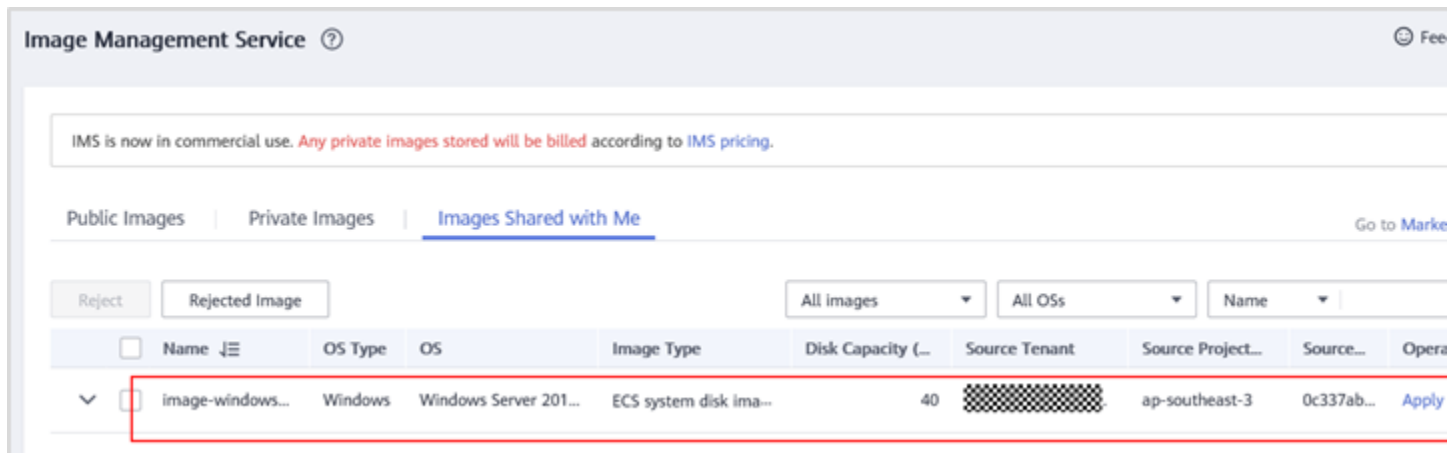 Image Management Service
Fee
IMS is now in commercial use. Any private images stored will be billed according to IMS pricing.
Public Images | Private Images | Images Shared with Me
Go to Marke
Reject Rejected Image All images All OSs Name
Name OS Type OS Image Type Disk Capacity (... Source Tenant Source Project... Source... Opera
image-windows... Windows Windows Server 201... ECS system disk ima... 40 ap-southeast-3 0c337ab... Apply